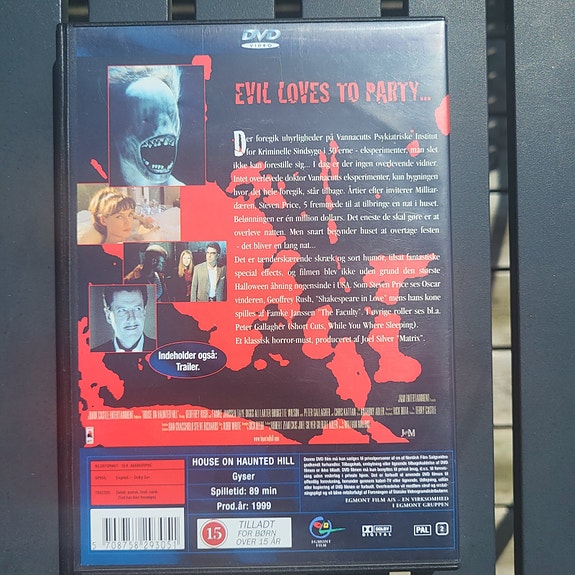 DVD
VIDEO
EVIL LOVES TO PARTY...
Der foregik uhyrligheder på Vannacutts Psykiatriske Institut
for Kriminelle Sindsyge i 30'erne - eksperimenter, man slet
ikke kan forestille sig... I dag er der ingen overlevende vidner.
Intet overlevede doktor Vannacutts eksperimenter, kun bygningen
hvor det hele foregik, står tilbage. Årtier efter inviterer Milliar-
dæren, Steven Price, 5 fremmede til at tilbringe en nat i huset.
Belønningen er én million dollars. Det eneste de skal gøre er at
overleve natten. Men snart begynder huset at overtage festen
- det bliver en lang nat...
Det er tænderskærende skræk og sort humor, tilsat fantastiske
special effects, og filmen blev ikke uden grund den største
Halloween åbning nogensinde i USA. Som Steven Price ses Oscar
vinderen, Geoffrey Rush, "Shakespeare in Love" mens hans kone
spilles af Famke Janssen "The Faculty". I øvrige roller ses bl.a.
Peter Gallagher (Short Cuts, While You Where Sleeping).
Et klassisk horror-must, produceret af Joel Silver "Matrix".
Indeholder også:
Trailer.
HOUSE ON HAUNTED HILL
Gyser
Spilletid: 89 min
Prod.år: 1999
5 708758 293051
15
TILLADT
FOR BØRN
OVER 15 ÅR
EGMONT
FILM
EGMONT FILM A/S - EN VIRKSOMHED
I EGMONT GRUPPEN
DOLBY
DIGITAL
PAL
2